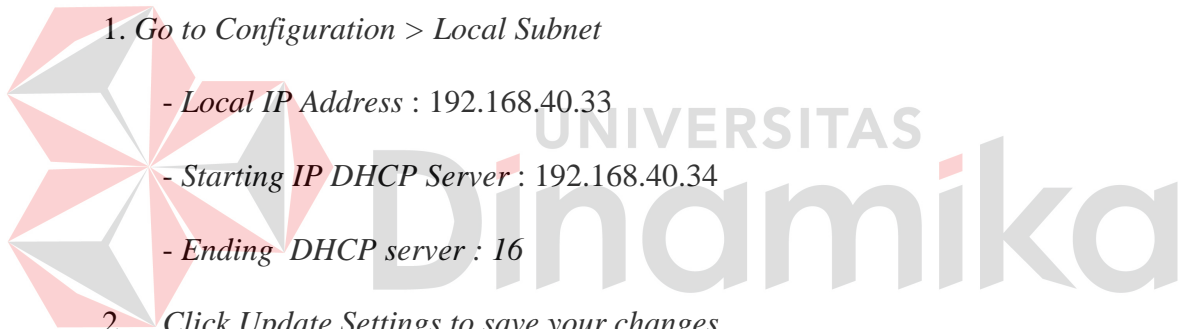 1. Go to Configuration > Local Subnet
- Local IP Address : 192.168.40.33
UNIVERSITAS
- Starting IP DHCP Server : 192.168.40.34
Dinamika
- Ending DHCP server : 16
2. Click Update Settings to save your changes